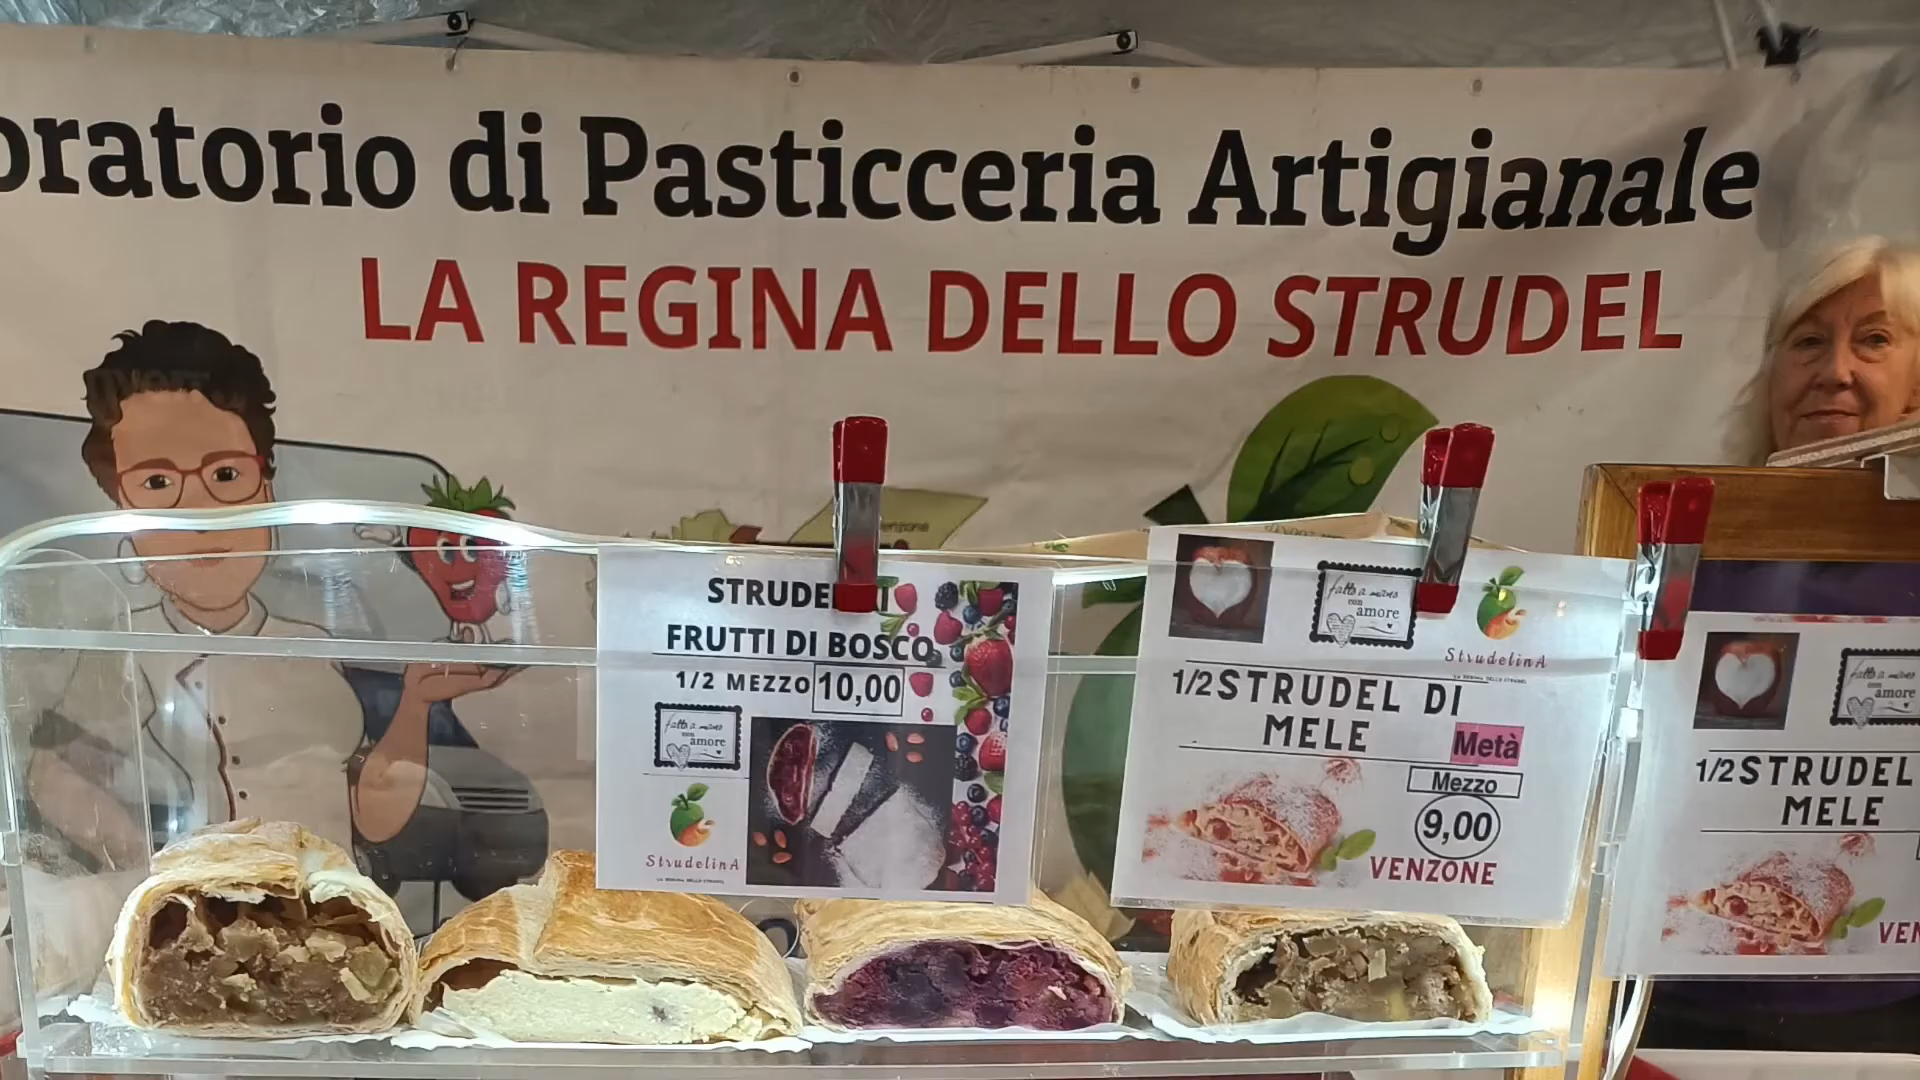 oratorio di Pasticceria Artigianale
LA REGINA DELLO STRUDEL
STRUDE
FRUTTI DI BOSCO
1/2 MEZZO 10,00
fatto a mano
con
amore
StrudelinA
LA REGINA DELLO STRUDEL
fatto a mano
con
amore
StrudelinA
LA REGINA DELLO STRUDEL
1/2 STRUDEL DI
MELE
Metà
Mezzo
9,00
VENZONE
fatto a mano
con
amore
1/2 STRUDEL
MELE
VEN